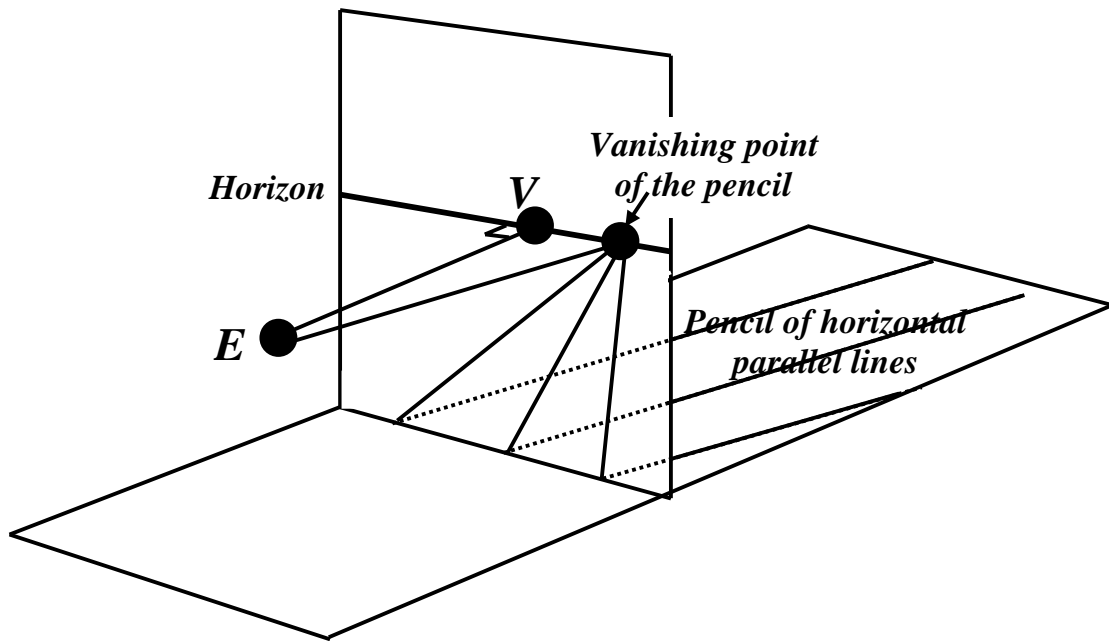 Vanishing point
of the pencil
V
Horizon
E
Pencil of horizontal
parallel lines